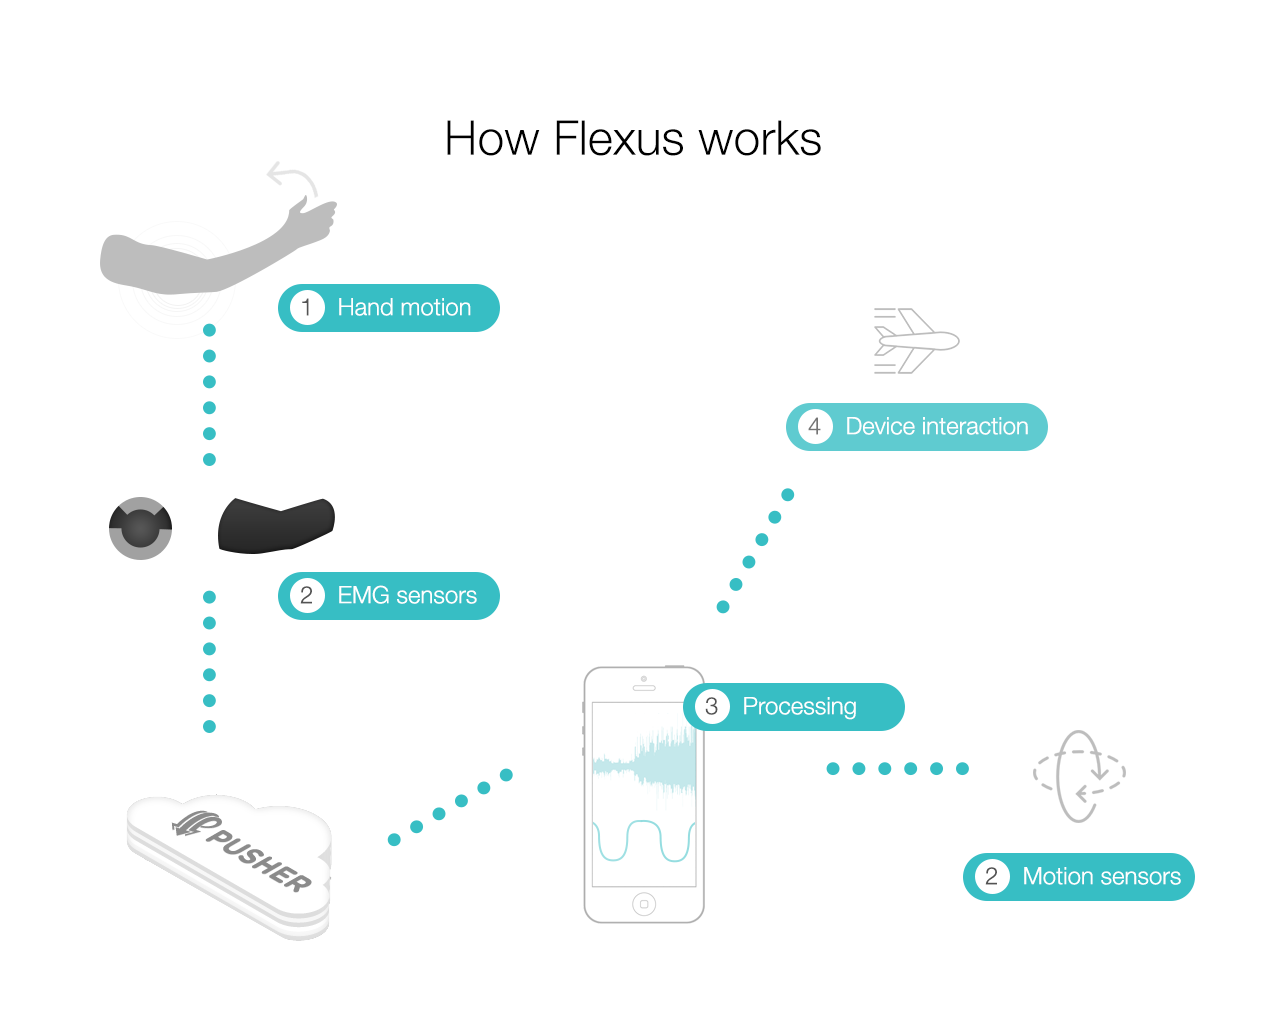 How Flexus works
1 Hand motion
4 Device interaction
2 EMG sensors
3 Processing
PUSHER
2 Motion sensors